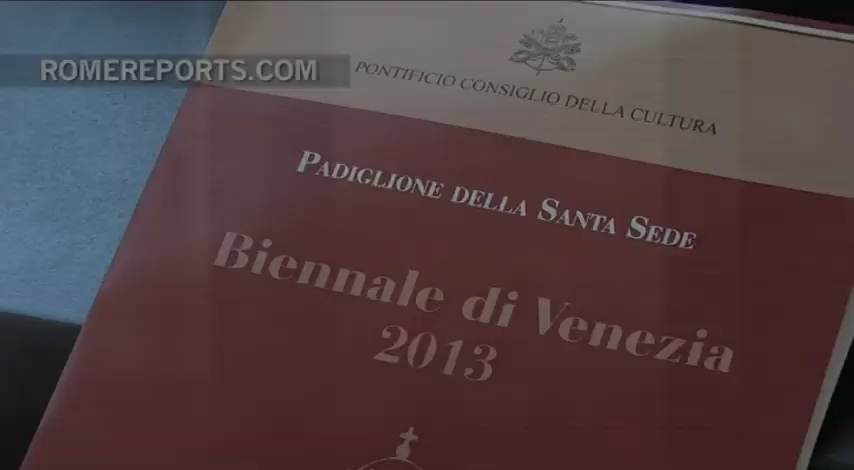 ROMEREPORTS.COM
PONTIFICIO CONSIGLIO DELLA CULTURA
PADIGLIONE DELLA SANTA SEDE
Biennale di Venezia
2013